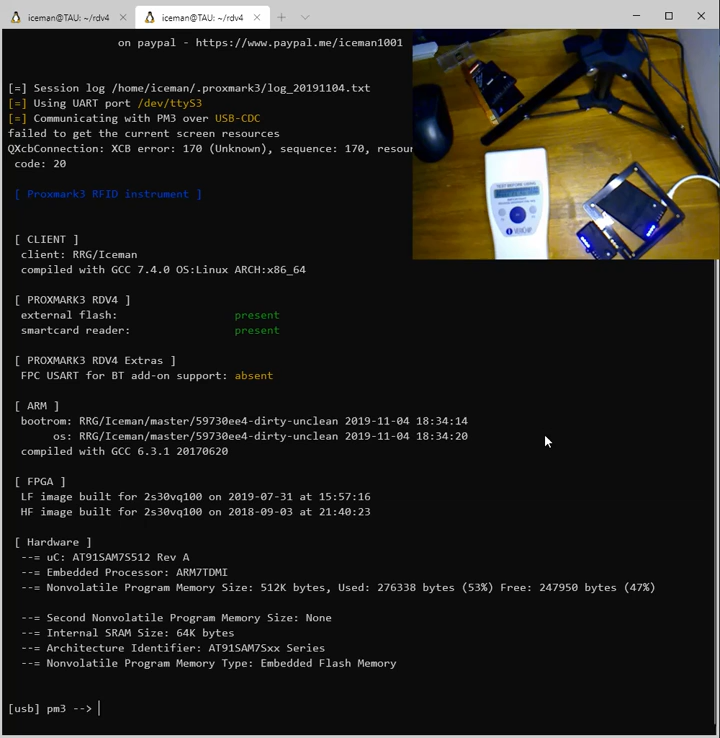 iceman@TAU: ~/rdv4
iceman@TAU: ~/rdv4
on paypal - https://www.paypal.me/iceman1001
[=] Session log /home/iceman/.proxmark3/log_20191104.txt
[=] Using UART port /dev/ttyS3
[=] Communicating with PM3 over USB-CDC
failed to get the current screen resources
QXcbConnection: XCB error: 170 (Unknown), sequence: 170, resour
code: 20
[ Proxmark3 RFID instrument ]
[ CLIENT ]
client: RRG/Iceman
compiled with GCC 7.4.0 OS:Linux ARCH:x86_64
[ PROXMARK3 RDV4 ]
external flash: present
smartcard reader: present
[ PROXMARK3 RDV4 Extras ]
FPC USART for BT add-on support: absent
[ ARM ]
bootrom: RRG/Iceman/master/59730ee4-dirty-unclean 2019-11-04 18:34:14
os: RRG/Iceman/master/59730ee4-dirty-unclean 2019-11-04 18:34:20
compiled with GCC 6.3.1 20170620
[ FPGA ]
LF image built for 2s30vq100 on 2019-07-31 at 15:57:16
HF image built for 2s30vq100 on 2018-09-03 at 21:40:23
[ Hardware ]
--= uC: AT91SAM7S512 Rev A
--= Embedded Processor: ARM7TDMI
--= Nonvolatile Program Memory Size: 512K bytes, Used: 276338 bytes (53%) Free: 247950 bytes (47%)
--= Second Nonvolatile Program Memory Size: None
--= Internal SRAM Size: 64K bytes
--= Architecture Identifier: AT91SAM7Sxx Series
--= Nonvolatile Program Memory Type: Embedded Flash Memory
[usb] pm3 -->
TEST BEFORE USING
VERICHIP